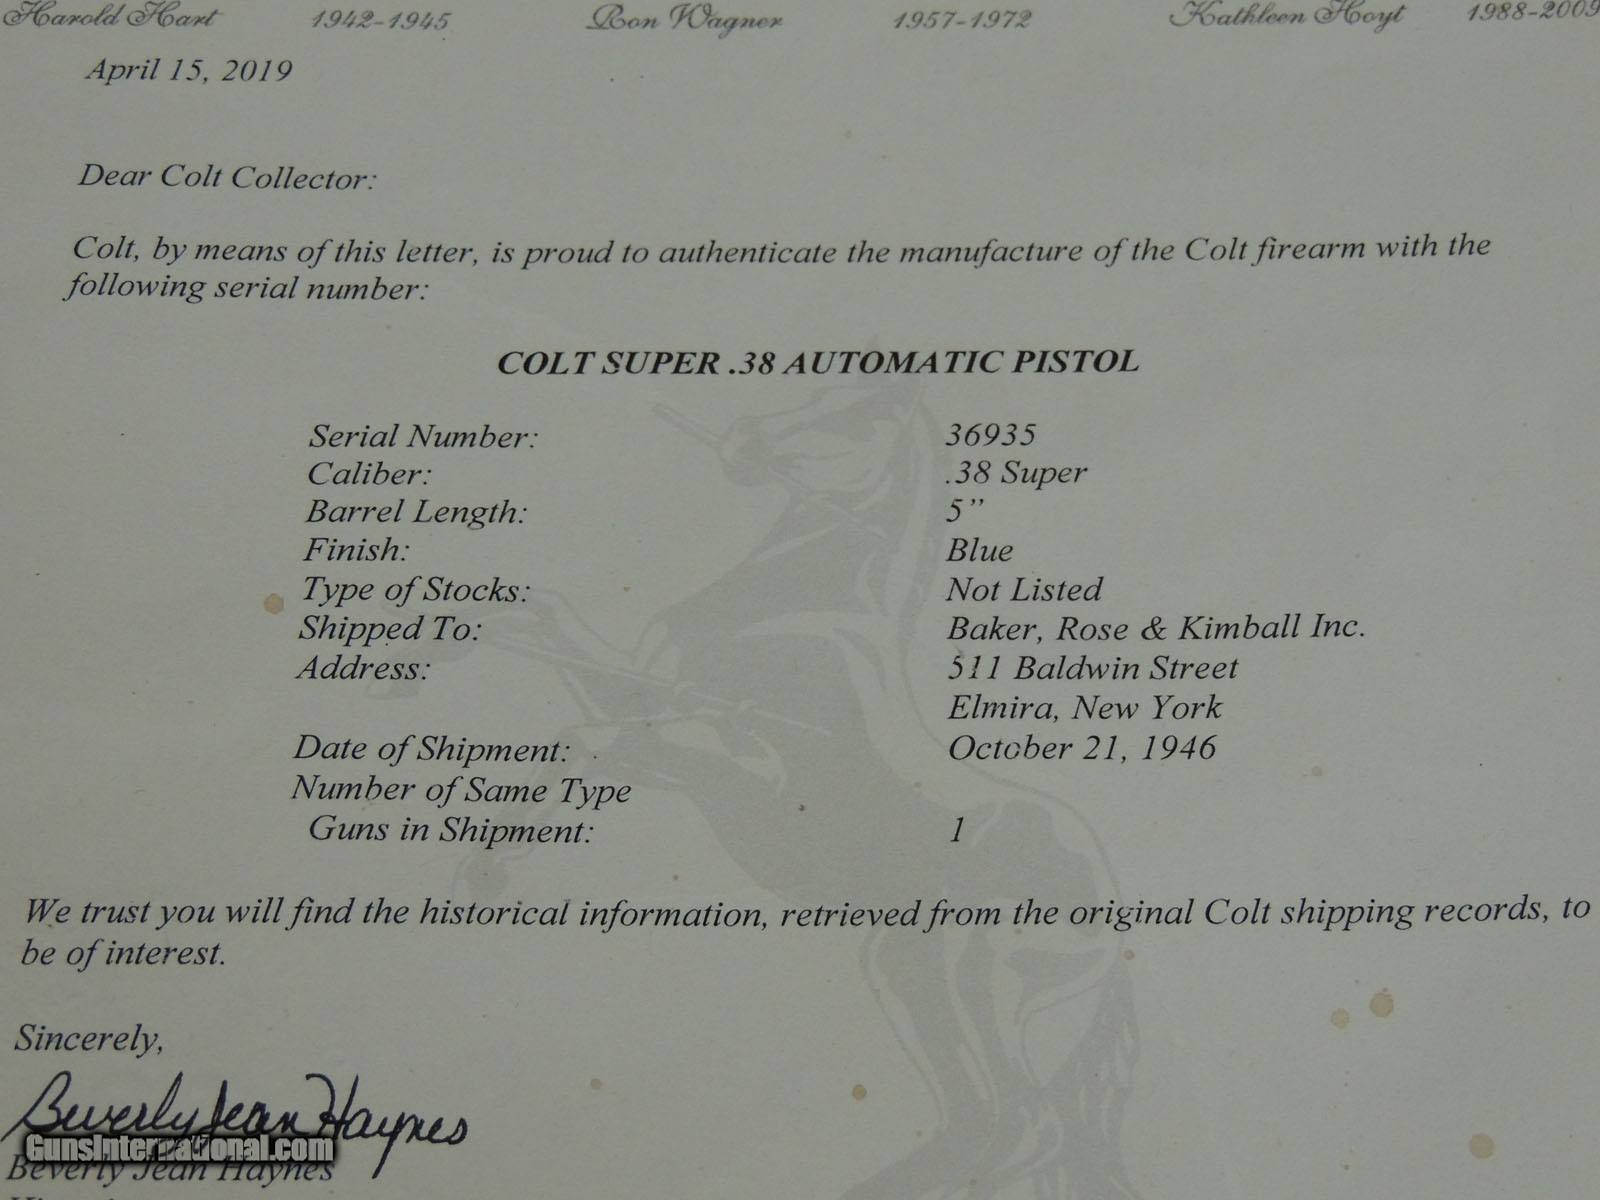 Harold Hart 1942-1945 Ron Wagner 1957-1972 Kathleen Hoyt 1988-2009
April 15, 2019
Dear Colt Collector:
Colt, by means of this letter, is proud to authenticate the manufacture of the Colt firearm with the
following serial number:
COLT SUPER .38 AUTOMATIC PISTOL
Serial Number: 36935
Caliber: .38 Super
Barrel Length: 5”
Finish: Blue
Type of Stocks: Not Listed
Shipped To: Baker, Rose & Kimball Inc.
Address: 511 Baldwin Street
Elmira, New York
Date of Shipment: October 21, 1946
Number of Same Type
Guns in Shipment: 1
We trust you will find the historical information, retrieved from the original Colt shipping records, to
be of interest.
Sincerely,
Beverly Jean Haynes
GunsInternational.com
Beverly Jean Haynes